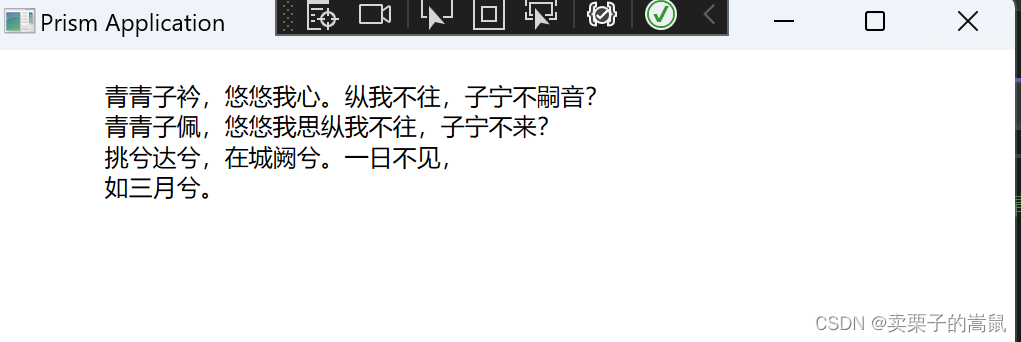 Prism Application
青青子衿，悠悠我心。纵我不往，子宁不嗣音?
青青子佩，悠悠我思纵我不往，子宁不来?
挑兮达兮，在城阙兮。一日不见，
如三月兮。
CSDN @卖栗子的嵩鼠